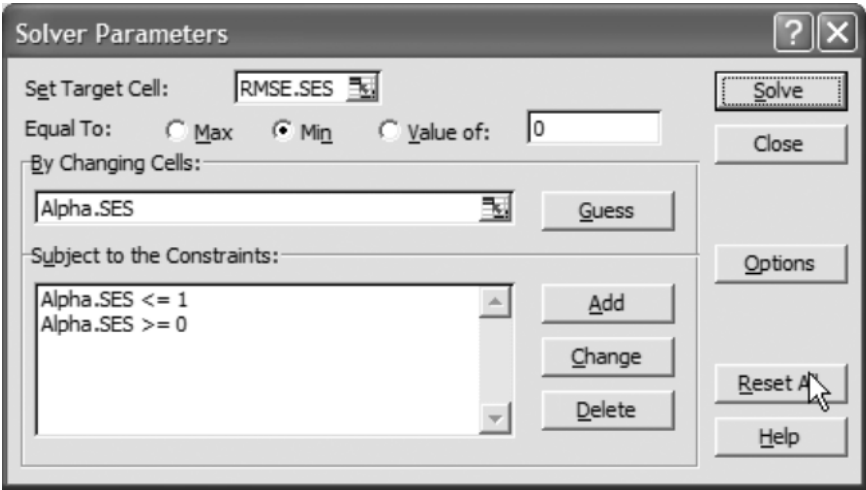 Solver Parameters
Set Target Cell: RMSE.SES Solve
Equal To: Max Min Value of: 0 Close
By Changing Cells:
Alpha.SES Guess
Subject to the Constraints: Options
Alpha.SES <= 1 Add
Alpha.SES >= 0
Change
Reset All
Delete
Help